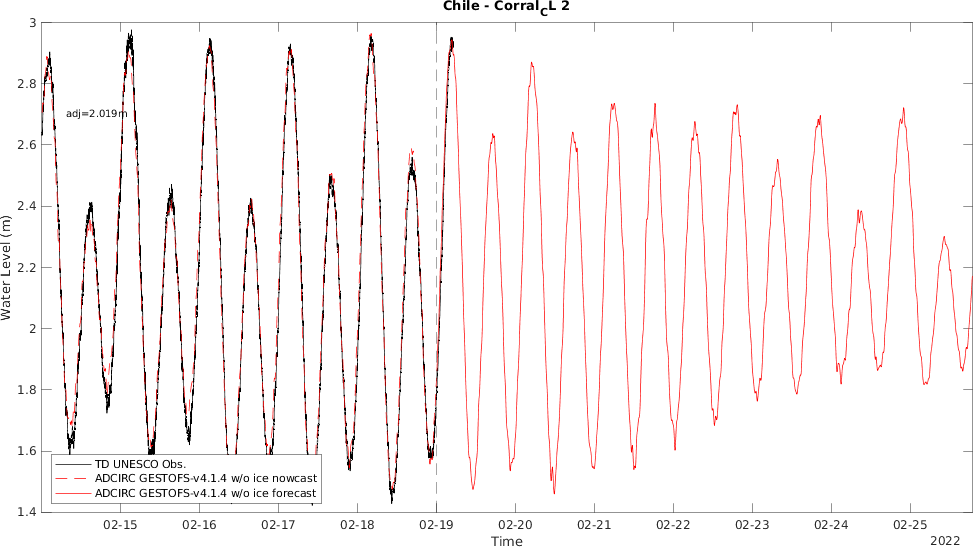 Chile - Corral_CL 2
3
2.8
adj=2.019m
2.6
2.4
Water Level (m)
2.2
2
1.8
1.6
TD UNESCO Obs.
ADCIRC GESTOFS-v4.1.4 w/o ice nowcast
ADCIRC GESTOFS-v4.1.4 w/o ice forecast
1.4
02-15 02-16 02-17 02-18 02-19 02-20 02-21 02-22 02-23 02-24 02-25
Time
2022